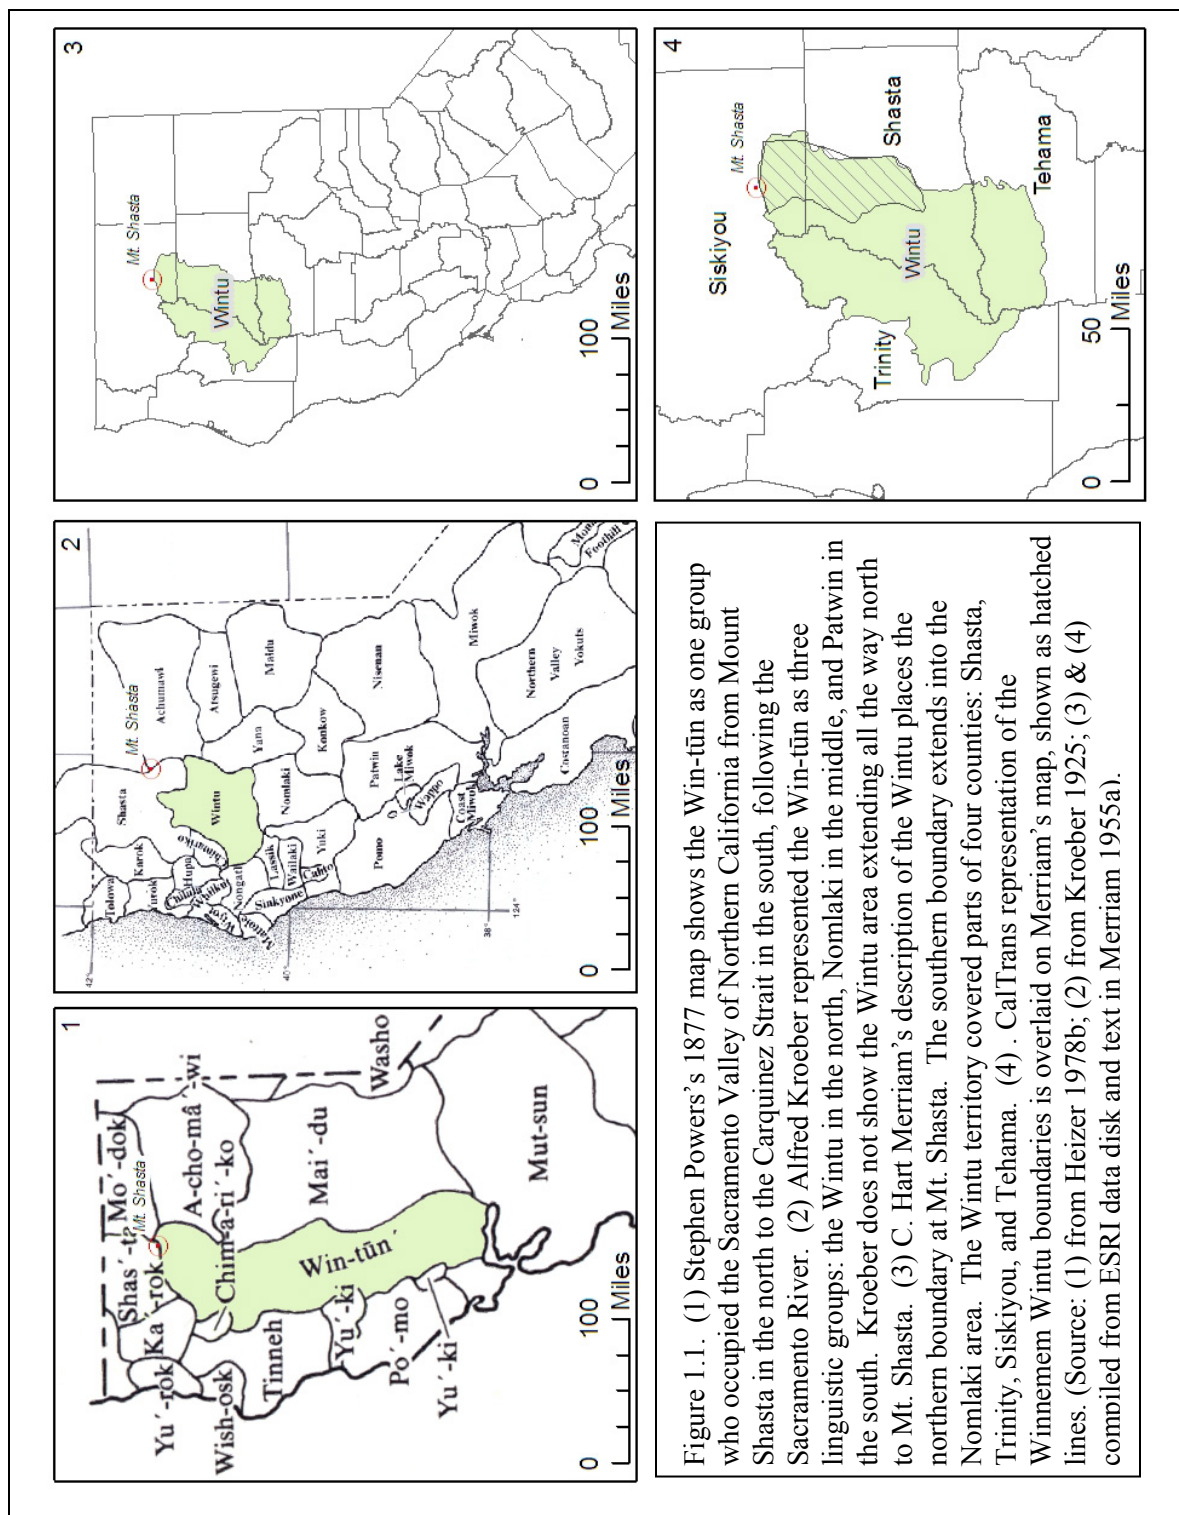 1
Shas´-ta
Mo´-dok
Mt. Shasta
Yu´-rok
Ka´-rok
A-cho-mâ´-wi
Chim-a-ri´-ko
Wish-osk
Tinneh
Win-tūn´
Mai´-du
Yu´-ki
Po´-mo
Yu´-ki
Washo
Mut-sun
0 100
Miles
2
42°
Mt. Shasta
Tolowa
Karok
Shasta
Achumawi
Yurok
Hupa
Chimariko
Chilula
Whilkut
Wiyot
Wintu
Atsugewi
Nongatl
Mattole
40°
Lassik
Sinkyone
Wailaki
Cahto
Yuki
Nomlaki
Yana
Maidu
Konkow
Pomo
Patwin
Lake
Miwok
Wappo
Coast
Miwok
Nisenan
Miwok
38°
124°
Costanoan
Northern
Valley
Yokuts
Foothill
0 100
Miles
3
Mt. Shasta
Wintu
0 100
Miles
4
Mt. Shasta
Siskiyou
Trinity
Wintu
Shasta
Tehama
0 50
Miles
Figure 1.1. (1) Stephen Powers’s 1877 map shows the Win-tūn as one group
who occupied the Sacramento Valley of Northern California from Mount
Shasta in the north to the Carquinez Strait in the south, following the
Sacramento River. (2) Alfred Kroeber represented the Win-tūn as three
linguistic groups: the Wintu in the north, Nomlaki in the middle, and Patwin in
the south. Kroeber does not show the Wintu area extending all the way north
to Mt. Shasta. (3) C. Hart Merriam’s description of the Wintu places the
northern boundary at Mt. Shasta. The southern boundary extends into the
Nomlaki area. The Wintu territory covered parts of four counties: Shasta,
Trinity, Siskiyou, and Tehama. (4) . CalTrans representation of the
Winnemem Wintu boundaries is overlaid on Merriam’s map, shown as hatched
lines. (Source: (1) from Heizer 1978b; (2) from Kroeber 1925; (3) & (4)
compiled from ESRI data disk and text in Merriam 1955a).